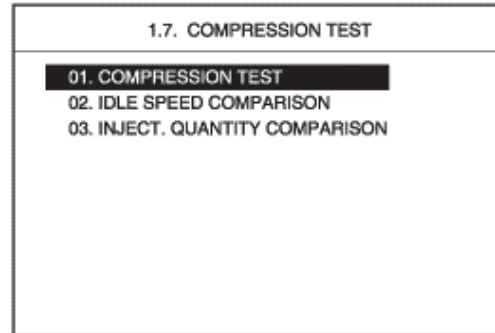 1.7. COMPRESSION TEST
01. COMPRESSION TEST
02. IDLE SPEED COMPARISON
03. INJECT. QUANTITY COMPARISON